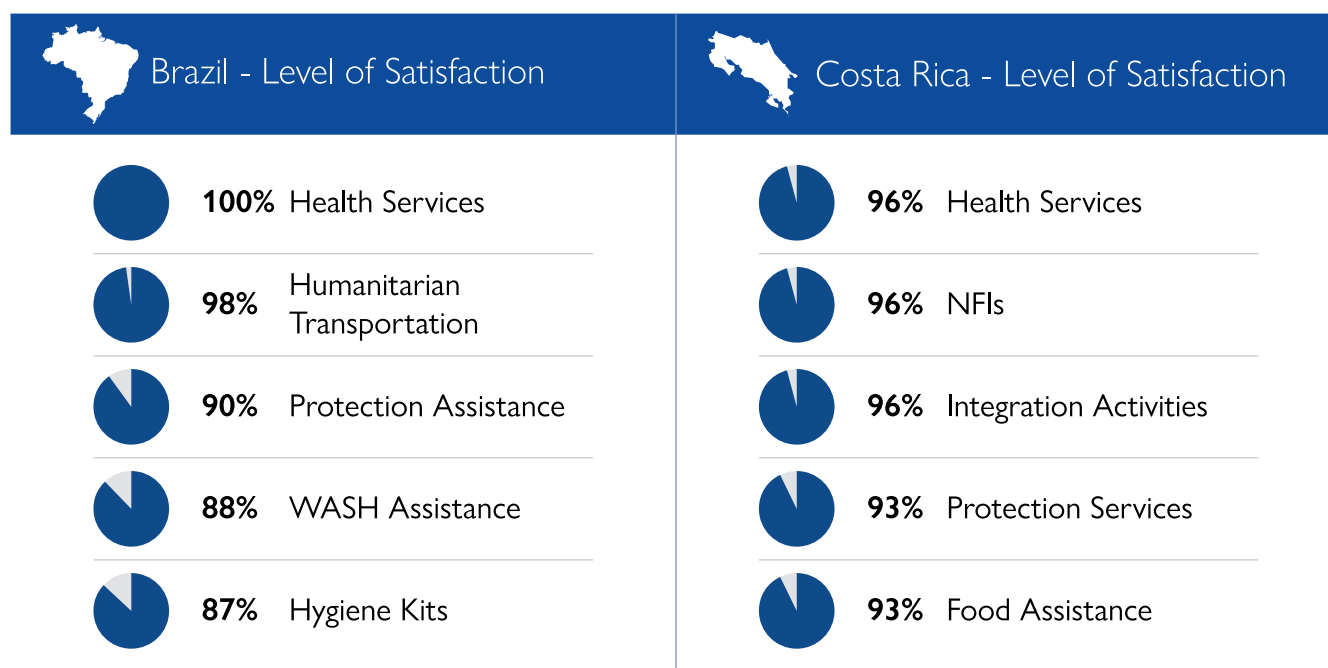 Brazil - Level of Satisfaction
100% Health Services
98% Humanitarian
Transportation
90% Protection Assistance
88% WASH Assistance
87% Hygiene Kits
Costa Rica - Level of Satisfaction
96% Health Services
96% NFIs
96% Integration Activities
93% Protection Services
93% Food Assistance